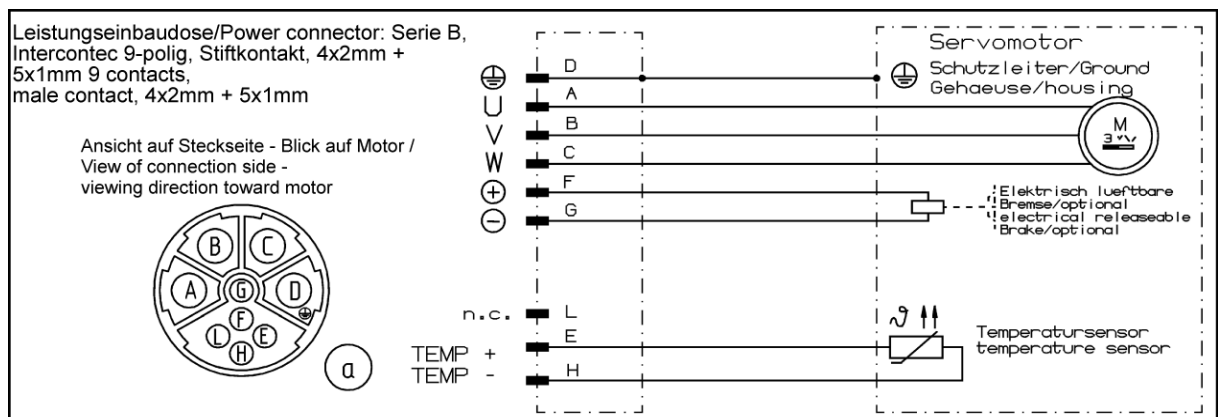 Leistungseinbaudose/Power connector: Serie B,
Intercontec 9-polig, Stiftkontakt, 4x2mm +
5x1mm 9 contacts,
male contact, 4x2mm + 5x1mm
Ansicht auf Steckseite - Blick auf Motor /
View of connection side -
viewing direction toward motor
B C
A G D
F
L E
H
a
D
U A
V B
W C
+ F
- G
n.c. L
TEMP + E
TEMP - H
Servomotor
Schutzleiter/Ground
Gehaeuse/housing
M
3~
Elektrisch lueftbare
Bremse/optional
electrical releaseable
Brake/optional
ϑ
Temperatursensor
temperature sensor